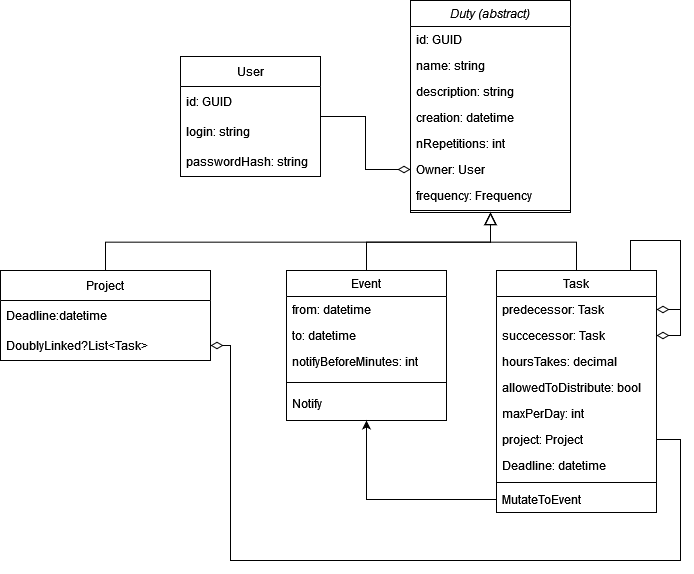 Duty (abstract)
id: GUID
name: string
description: string
creation: datetime
nRepetitions: int
Owner: User
frequency: Frequency
User
id: GUID
login: string
passwordHash: string
Project
Deadline:datetime
DoublyLinked?List<Task>
Event
from: datetime
to: datetime
notifyBeforeMinutes: int
Notify
Task
predecessor: Task
succecessor: Task
hoursTakes: decimal
allowedToDistribute: bool
maxPerDay: int
project: Project
Deadline: datetime
MutateToEvent